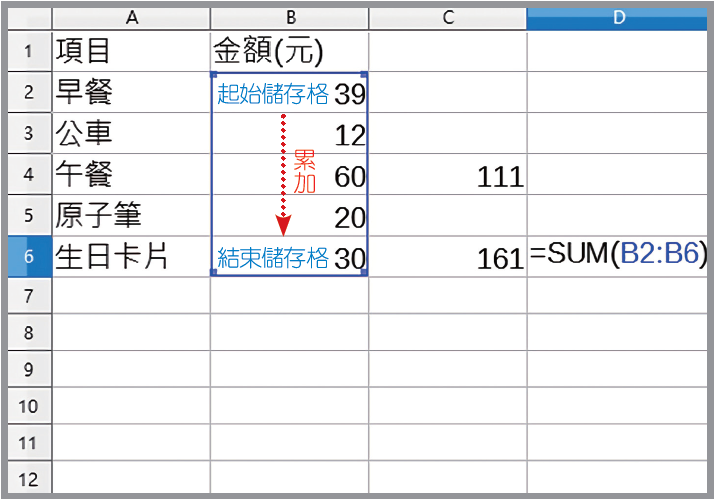 A B C D
1 項目 金額(元)
2 早餐 起始儲存格 39
3 公車 12
累加
4 午餐 60 111
5 原子筆 20
6 生日卡片 結束儲存格 30 161 =SUM(B2:B6)
7
8
9
10
11
12